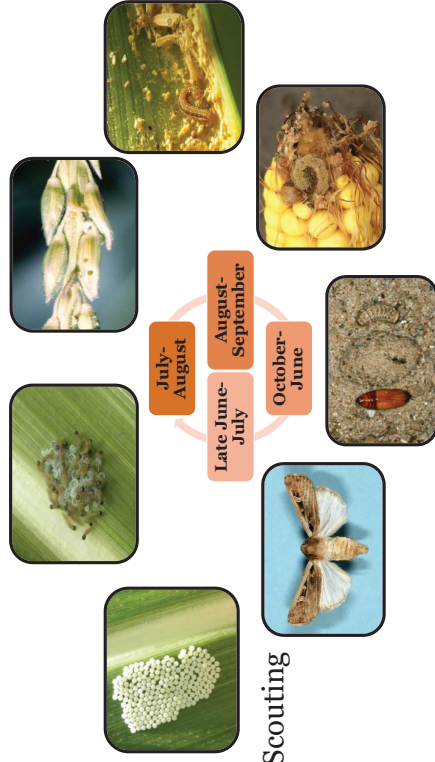 July-
August
August-
September
October-
June
Late June-
July
Scouting